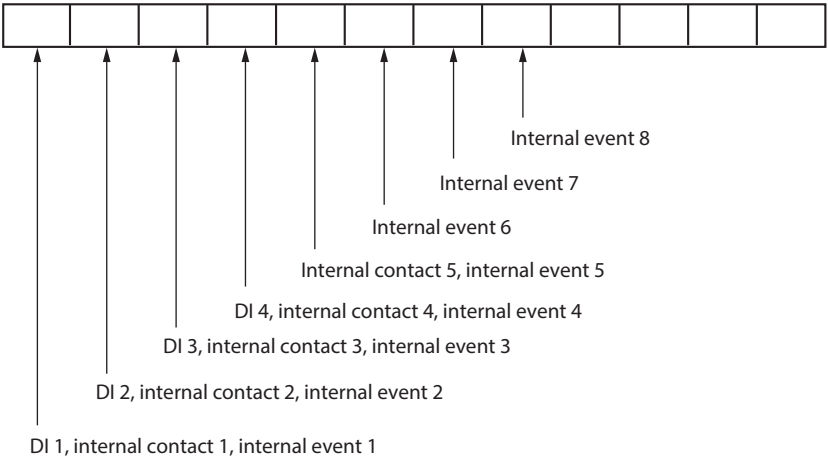 Internal event 8
Internal event 7
Internal event 6
Internal contact 5, internal event 5
DI 4, internal contact 4, internal event 4
DI 3, internal contact 3, internal event 3
DI 2, internal contact 2, internal event 2
DI 1, internal contact 1, internal event 1